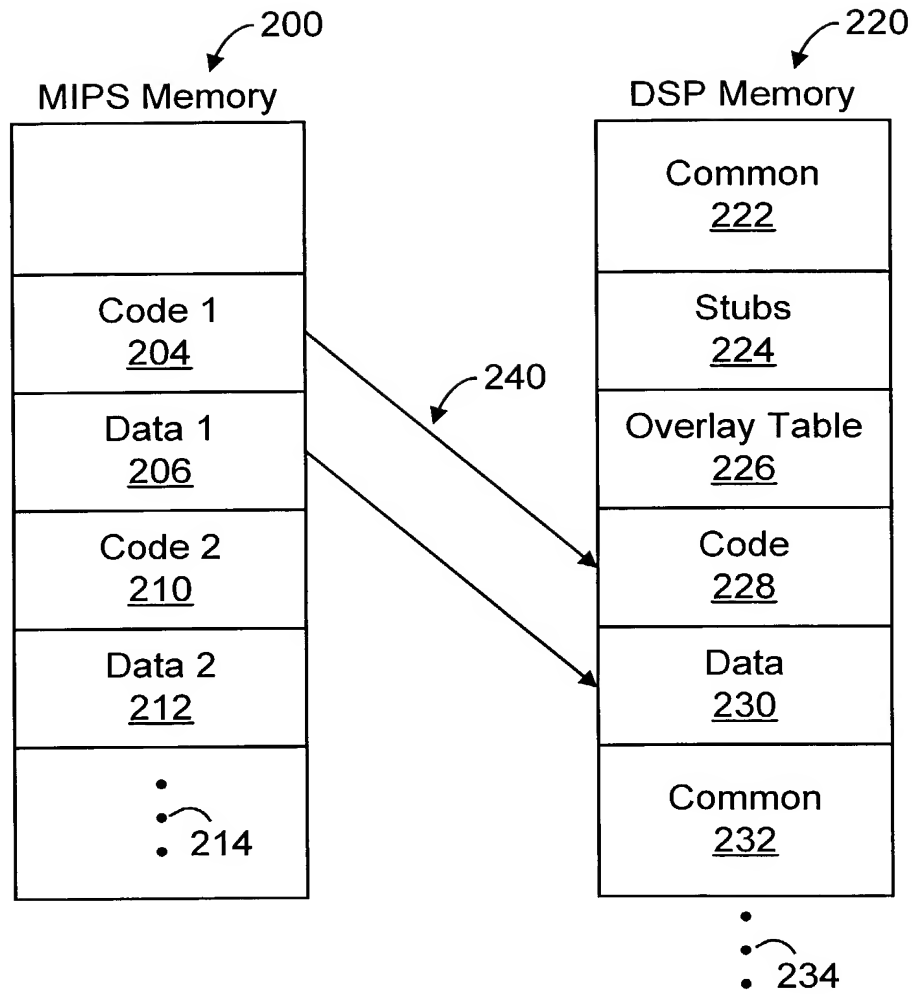 200
MIPS Memory
Code 1
204
Data 1
206
Code 2
210
Data 2
212
214
240
220
DSP Memory
Common
222
Stubs
224
Overlay Table
226
Code
228
Data
230
Common
232
234